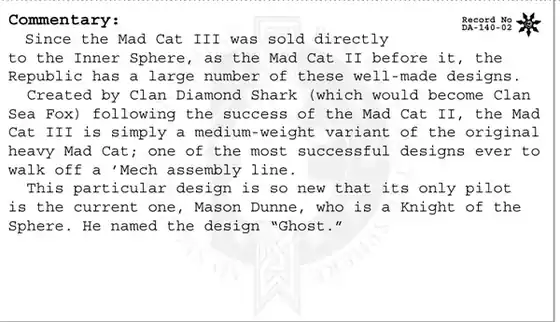 Commentary:
Record No
DA-140-02
Since the Mad Cat III was sold directly
to the Inner Sphere, as the Mad Cat II before it, the
Republic has a large number of these well-made designs.
Created by Clan Diamond Shark (which would become Clan
Sea Fox) following the success of the Mad Cat II, the Mad
Cat III is simply a medium-weight variant of the original
heavy Mad Cat; one of the most successful designs ever to
walk off a ‘Mech assembly line.
This particular design is so new that its only pilot
is the current one, Mason Dunne, who is a Knight of the
Sphere. He named the design “Ghost.”